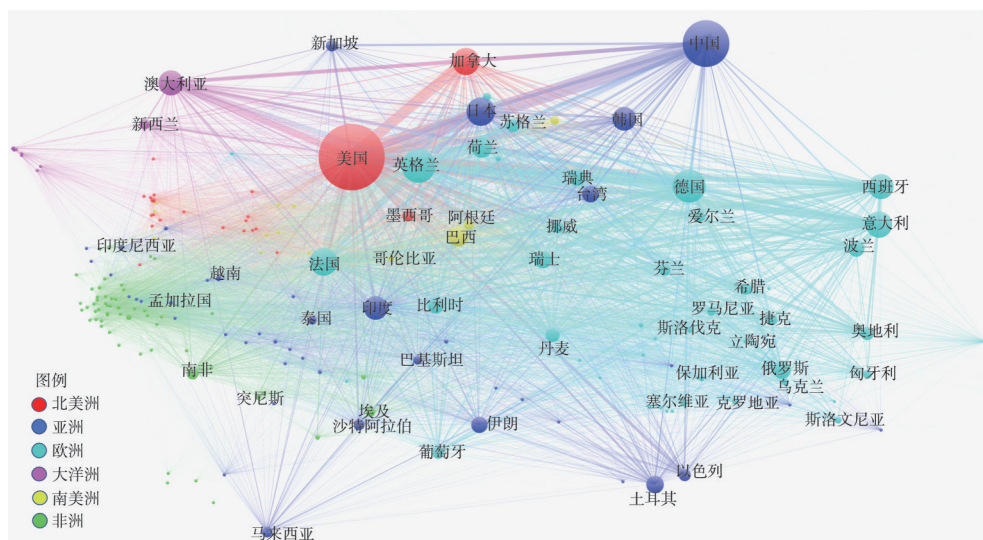 新加坡
中国
加拿大
澳大利亚
日本
苏格兰
韩国
新西兰
荷兰
美国
英格兰
瑞典
台湾
德国
西班牙
墨西哥
阿根廷
爱尔兰
挪威
意大利
巴西
印度尼西亚
波兰
哥伦比亚
瑞士
法国
芬兰
越南
希腊
孟加拉国
印度
比利时
罗马尼亚
泰国
捷克
斯洛伐克
奥地利
立陶宛
丹麦
巴基斯坦
南非
保加利亚
俄罗斯
匈牙利
乌克兰
图例
北美洲
亚洲
欧洲
大洋洲
南美洲
非洲
突尼斯
埃及
塞尔维亚
克罗地亚
沙特阿拉伯
伊朗
斯洛文尼亚
葡萄牙
以色列
土耳其
马来西亚